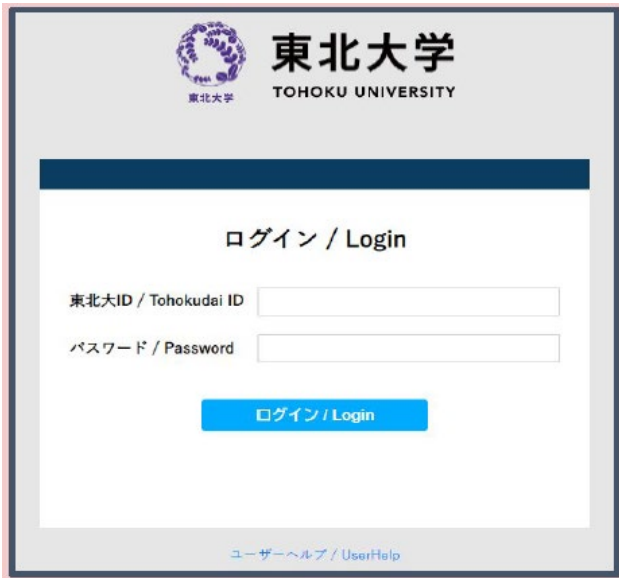 東北大学
東北大学
TOHOKU UNIVERSITY
ログイン / Login
東北大ID / Tohokudai ID
パスワード / Password
ログイン / Login
ユーザーヘルプ / UserHelp